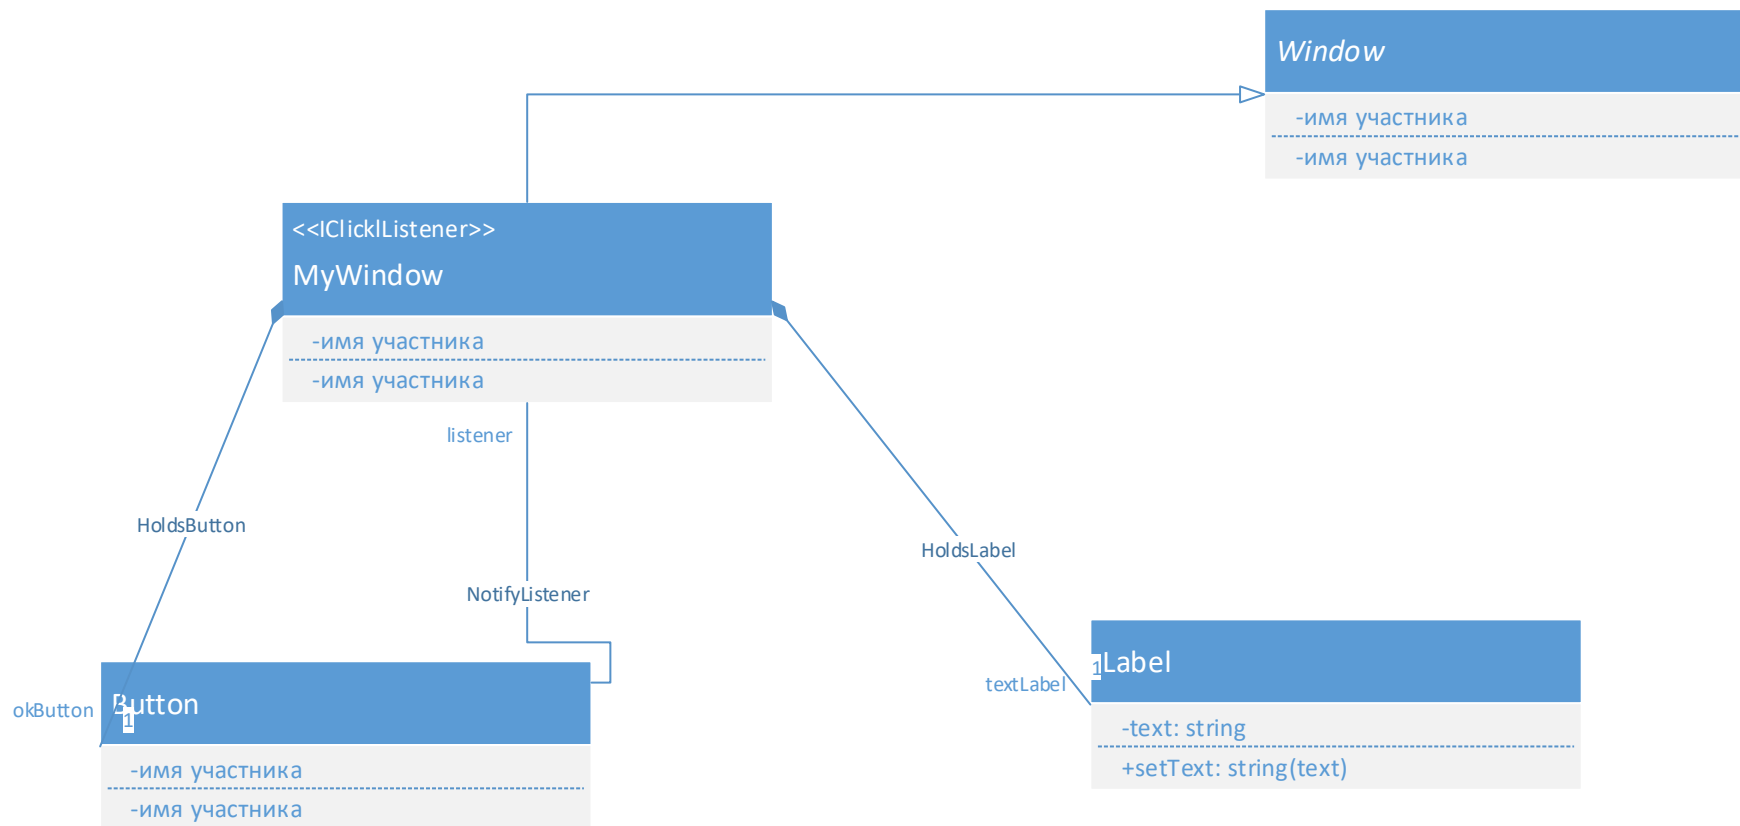 Window
-имя участника
-имя участника
<<IClicklListener>>
MyWindow
-имя участника
-имя участника
listener
HoldsButton
HoldsLabel
NotifyListener
1
Label
textLabel
-text: string
+setText: string(text)
okButton
Button
1
-имя участника
-имя участника